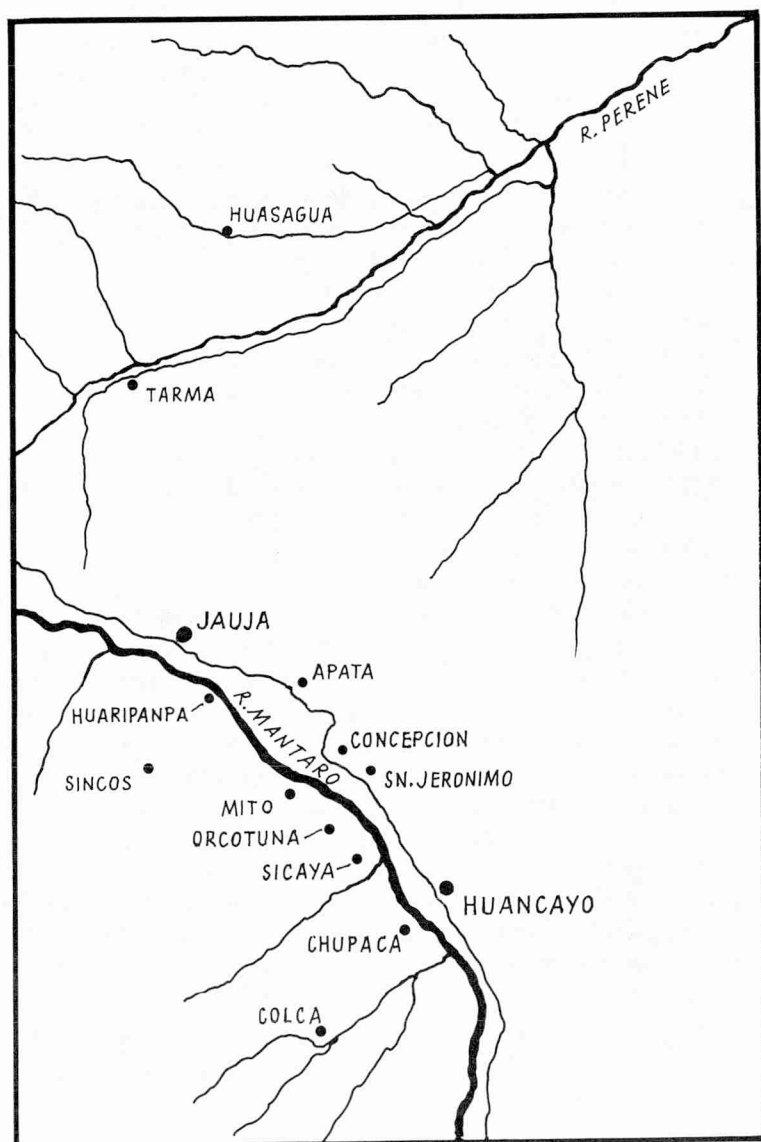 R. PERENE
HUASAGUA
TARMA
JAUJA
APATA
HUARIPANPA
R. MANTARO
CONCEPCION
SINCOS
SN. JERONIMO
MITO
ORCOTUNA
SICAYA
HUANCAYO
CHUPACA
COLCA